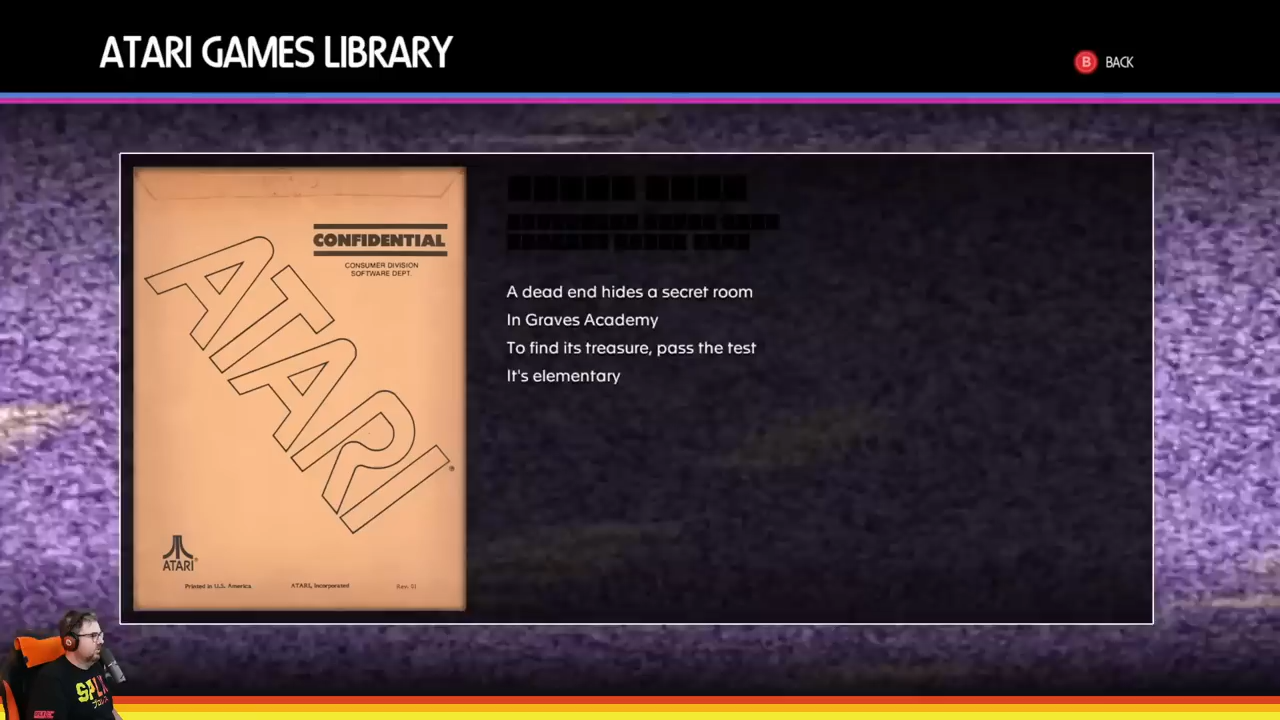 ATARI GAMES LIBRARY
B BACK
CONFIDENTIAL
CONSUMER DIVISION
SOFTWARE DEPT.
ATARI
A dead end hides a secret room
In Graves Academy
To find its treasure, pass the test
It's elementary
ATARI
Printed in U.S. America ATARI, Incorporated